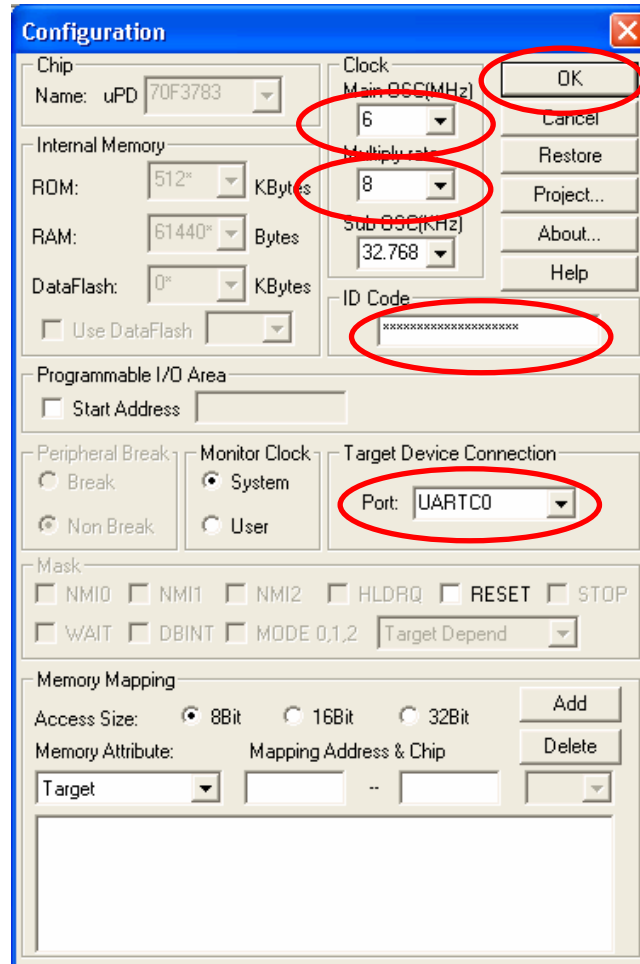 Configuration
Chip
Name: uPD 70F3783
Internal Memory
ROM: 512* KBytes
RAM: 61440* Bytes
DataFlash: 0* KBytes
Use DataFlash
Clock
Main OSC(MHz)
6
Multiply rate
8
Sub OSC(KHz)
32.768
OK
Cancel
Restore
Project...
About...
Help
ID Code
********************
Programmable I/O Area
Start Address
Peripheral Break
Break
Non Break
Monitor Clock
System
User
Target Device Connection
Port: UARTC0
Mask
NMI0 NMI1 NMI2 HLDRQ RESET STOP
WAIT DBINT MODE 0,1,2 Target Depend
Memory Mapping
Access Size: 8Bit 16Bit 32Bit
Add
Memory Attribute: Mapping Address & Chip
Delete
Target --